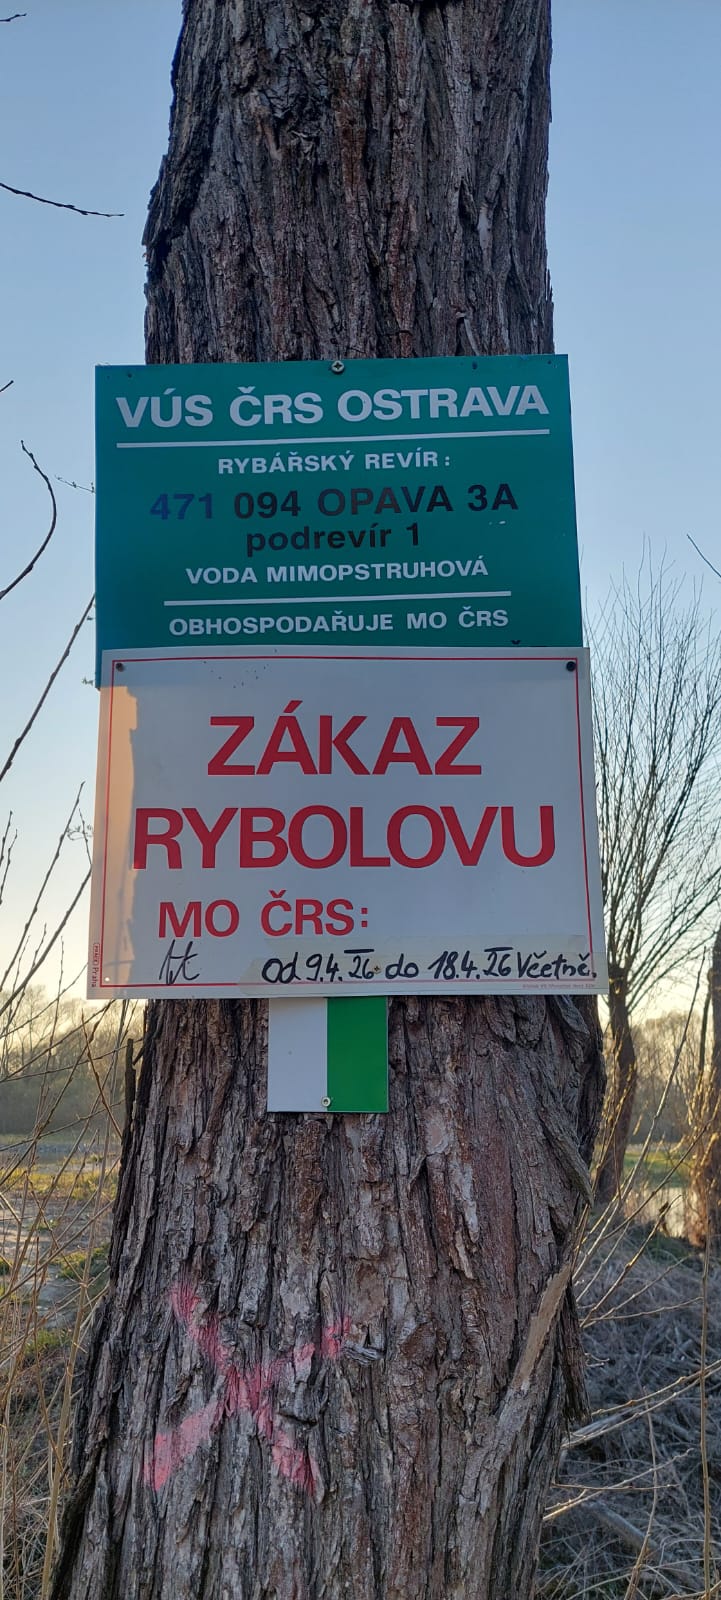 VÚS ČRS OSTRAVA
RYBÁŘSKÝ REVÍR:
471 094 OPAVA 3A
podrevír 1
VODA MIMOPSTRUHOVÁ
OBHOSPODAŘUJE MO ČRS
ZÁKAZ
RYBOLOVU
MO ČRS:
od 9.4.26 do 18.4.26 Včetně.